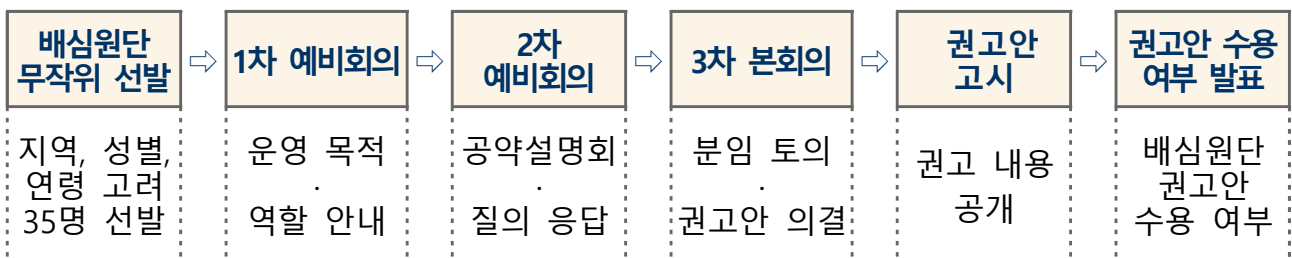 배심원단
무작위 선발
⇨
1차 예비회의
⇨
2차
예비회의
⇨
3차 본회의
⇨
권고안
고시
⇨
권고안 수용
여부 발표
지역, 성별,
연령 고려
35명 선발
운영 목적
·
역할 안내
공약설명회
·
질의 응답
분임 토의
·
권고안 의결
권고 내용
공개
배심원단
권고안
수용 여부